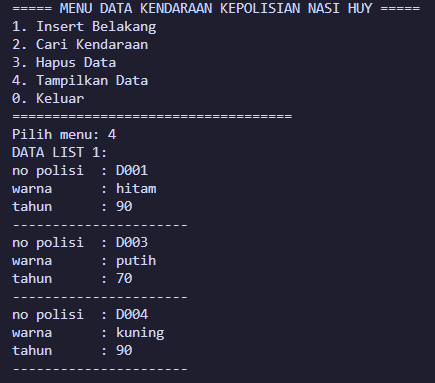 ===== MENU DATA KENDARAAN KEPOLISIAN NASI HUY =====
1. Insert Belakang
2. Cari Kendaraan
3. Hapus Data
4. Tampilkan Data
0. Keluar
===================================
Pilih menu: 4
DATA LIST 1:
no polisi  : D001
warna      : hitam
tahun      : 90
----------------------
no polisi  : D003
warna      : putih
tahun      : 70
----------------------
no polisi  : D004
warna      : kuning
tahun      : 90
----------------------